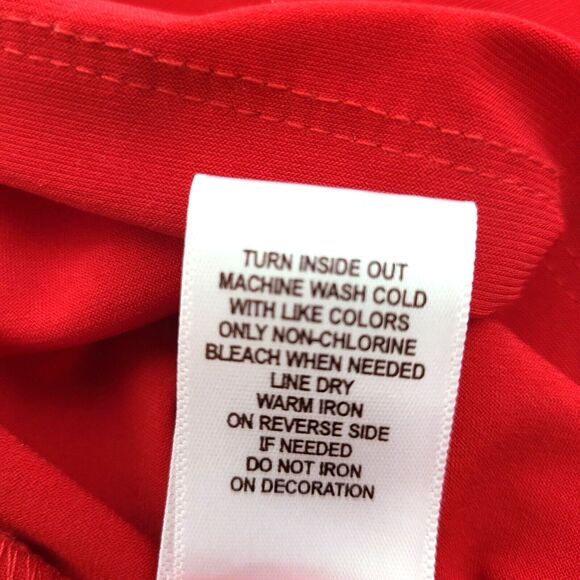 TURN INSIDE OUT
MACHINE WASH COLD
WITH LIKE COLORS
ONLY NON-CHLORINE
BLEACH WHEN NEEDED
LINE DRY
WARM IRON
ON REVERSE SIDE
IF NEEDED
DO NOT IRON
ON DECORATION